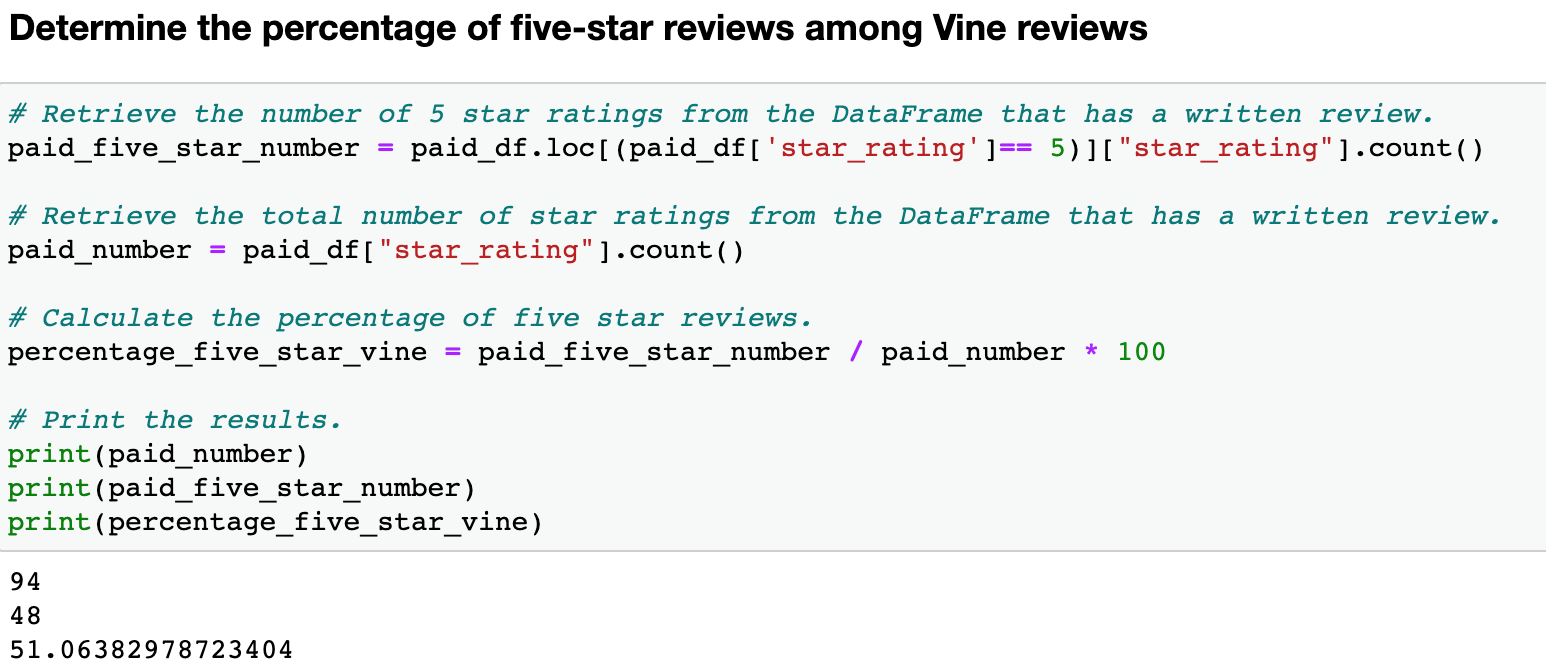 Determine the percentage of five-star reviews among Vine reviews
# Retrieve the number of 5 star ratings from the DataFrame that has a written review.
paid_five_star_number = paid_df.loc[(paid_df['star_rating']== 5)]["star_rating"].count()
# Retrieve the total number of star ratings from the DataFrame that has a written review.
paid_number = paid_df["star_rating"].count()
# Calculate the percentage of five star reviews.
percentage_five_star_vine = paid_five_star_number / paid_number * 100
# Print the results.
print(paid_number)
print(paid_five_star_number)
print(percentage_five_star_vine)
94
48
51.06382978723404